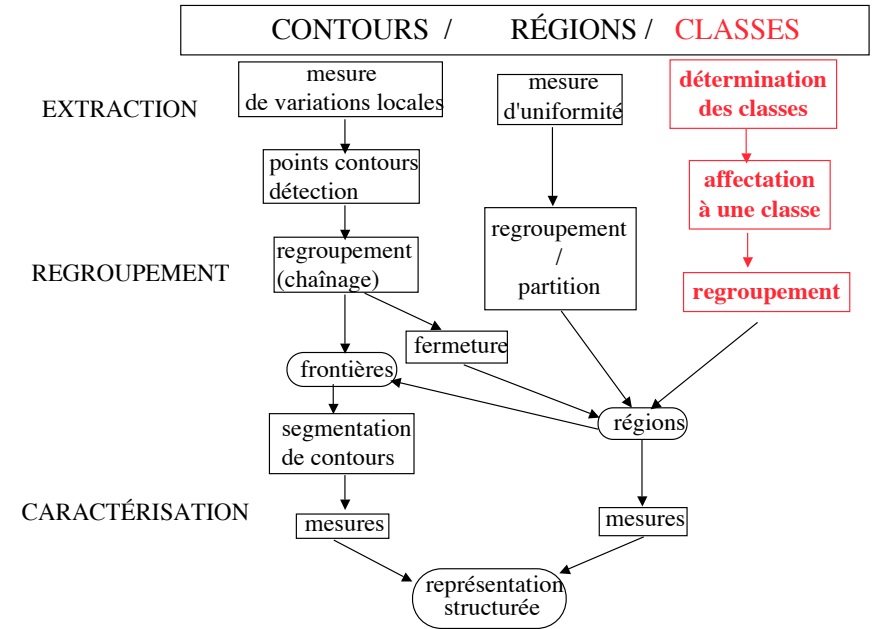 CONTOURS / RÉGIONS / CLASSES
EXTRACTION
mesure
de variations locales
mesure
d'uniformité
détermination
des classes
points contours
détection
affectation
à une classe
REGROUPEMENT
regroupement
(chaînage)
regroupement
/
partition
regroupement
fermeture
frontières
régions
segmentation
de contours
CARACTÉRISATION
mesures
mesures
représentation
structurée